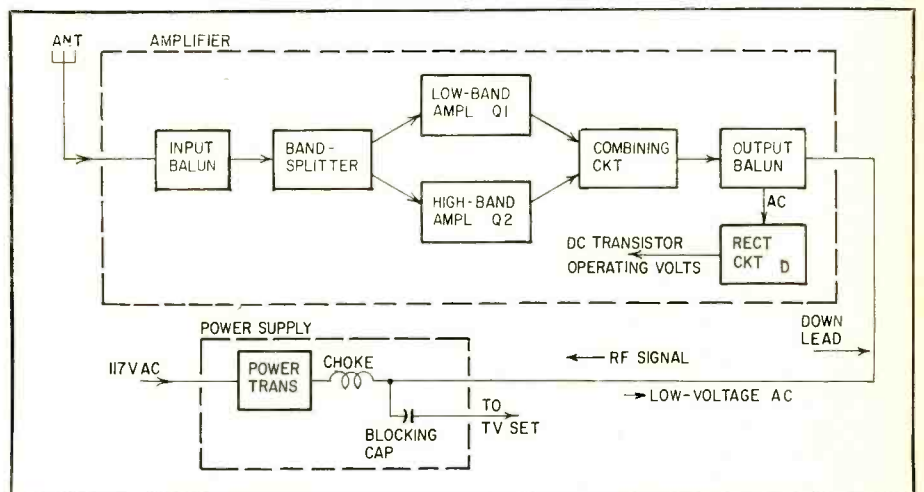 ANT
AMPLIFIER
INPUT
BALUN
BAND-
SPLITTER
LOW-BAND
AMPL Q1
HIGH-BAND
AMPL Q2
COMBINING
CKT
OUTPUT
BALUN
AC
RECT
CKT D
DC TRANSISTOR
OPERATING VOLTS
DOWN
LEAD
POWER SUPPLY
117V AC
POWER
TRANS
CHOKE
BLOCKING
CAP
TO
TV SET
RF SIGNAL
LOW-VOLTAGE AC